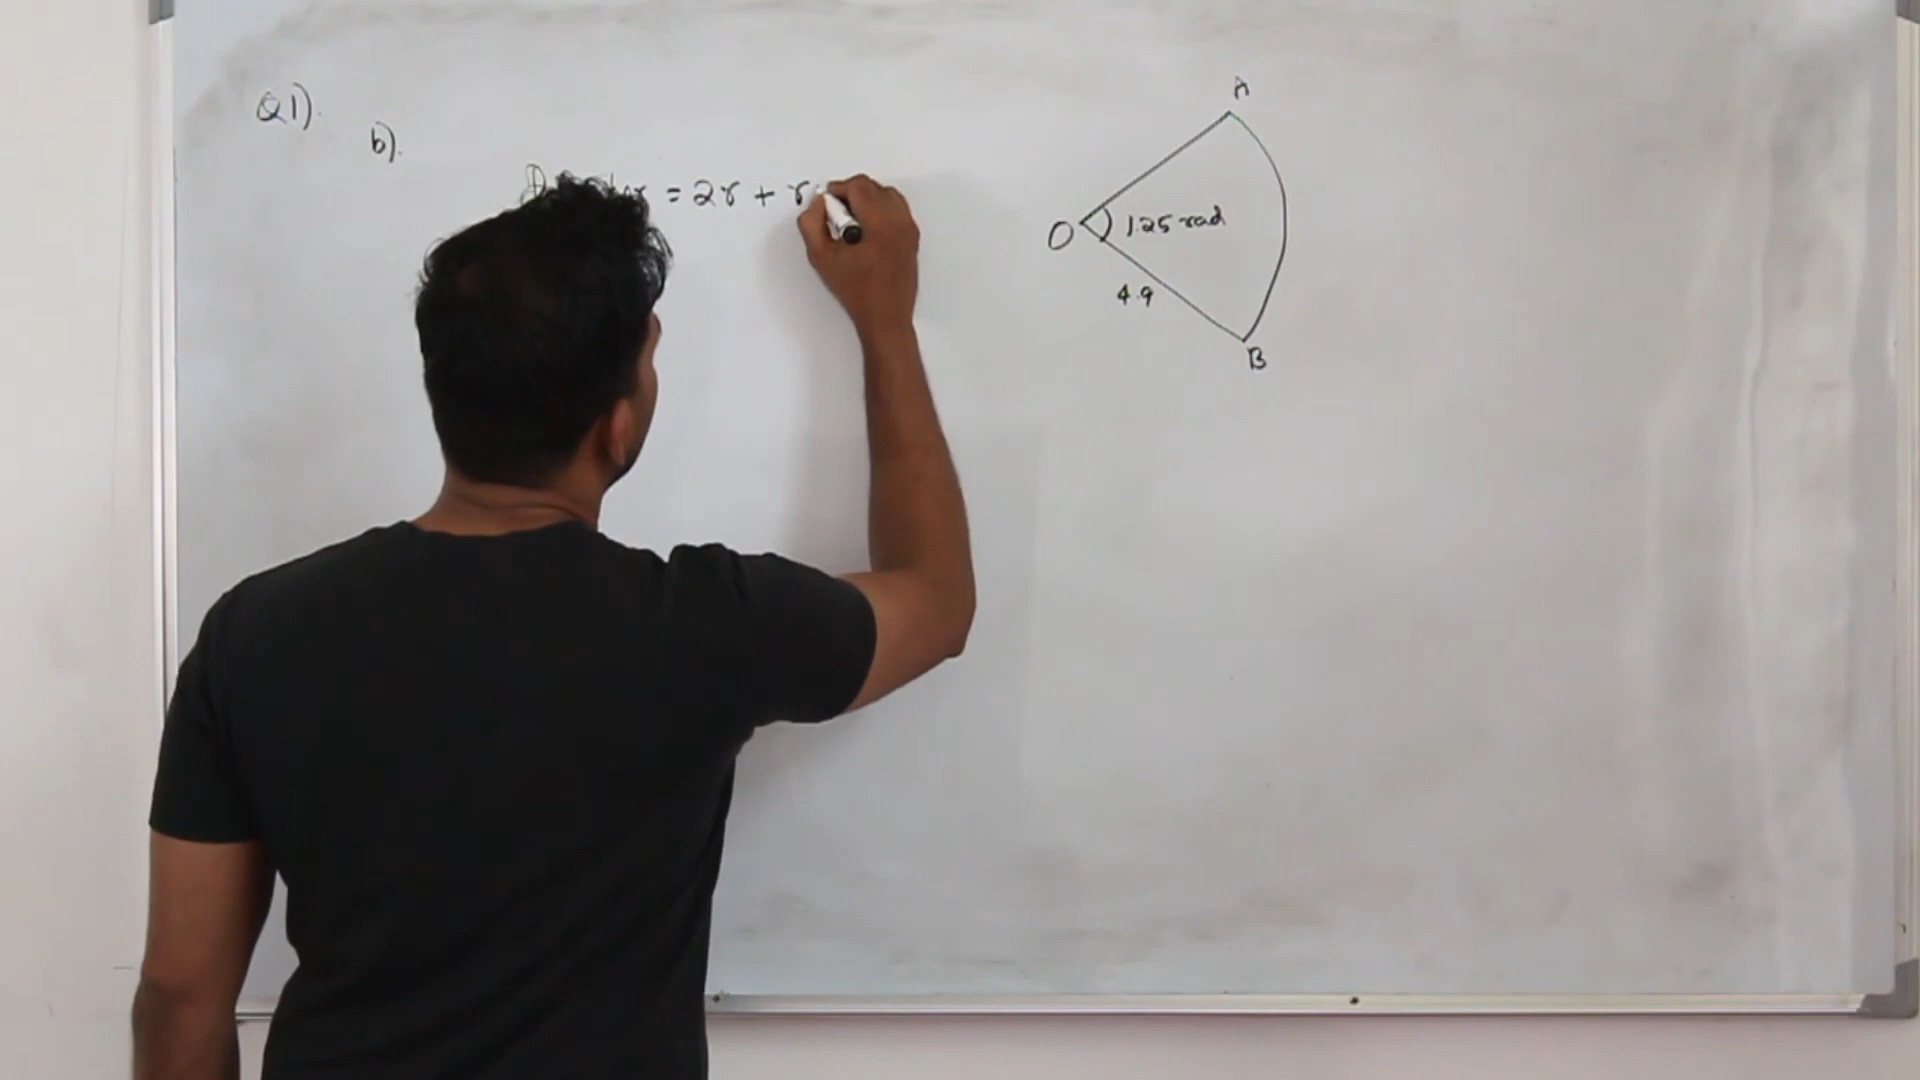 Q1).
b).
= 2r + r
A
O
1.25 rad
4.9
B